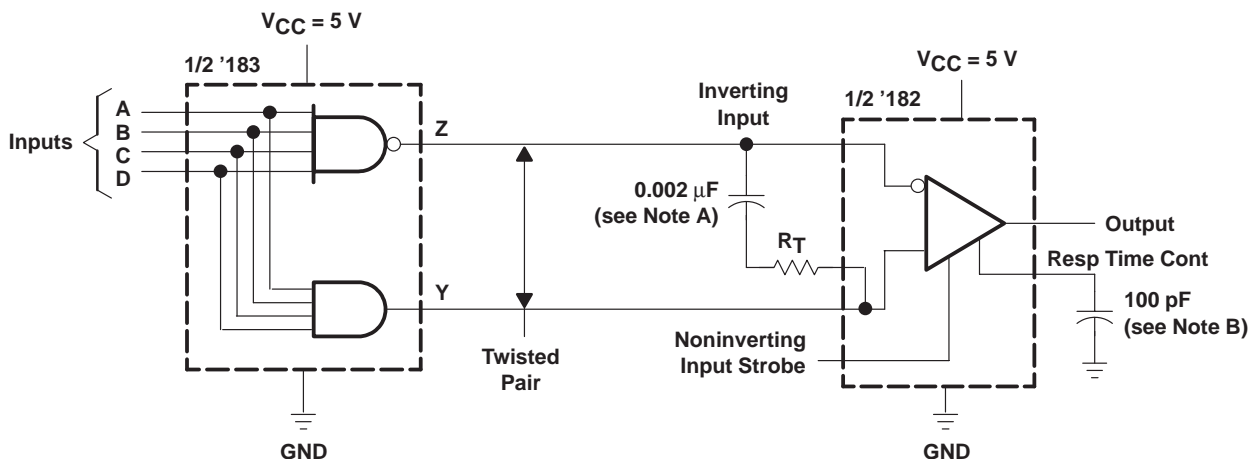 VCC = 5 V
1/2 '183
Inputs
A
B
C
D
Z
Y
Twisted
Pair
GND
Inverting
Input
0.002 μF
(see Note A)
RT
VCC = 5 V
1/2 '182
Output
Resp Time Cont
100 pF
(see Note B)
Noninverting
Input Strobe
GND